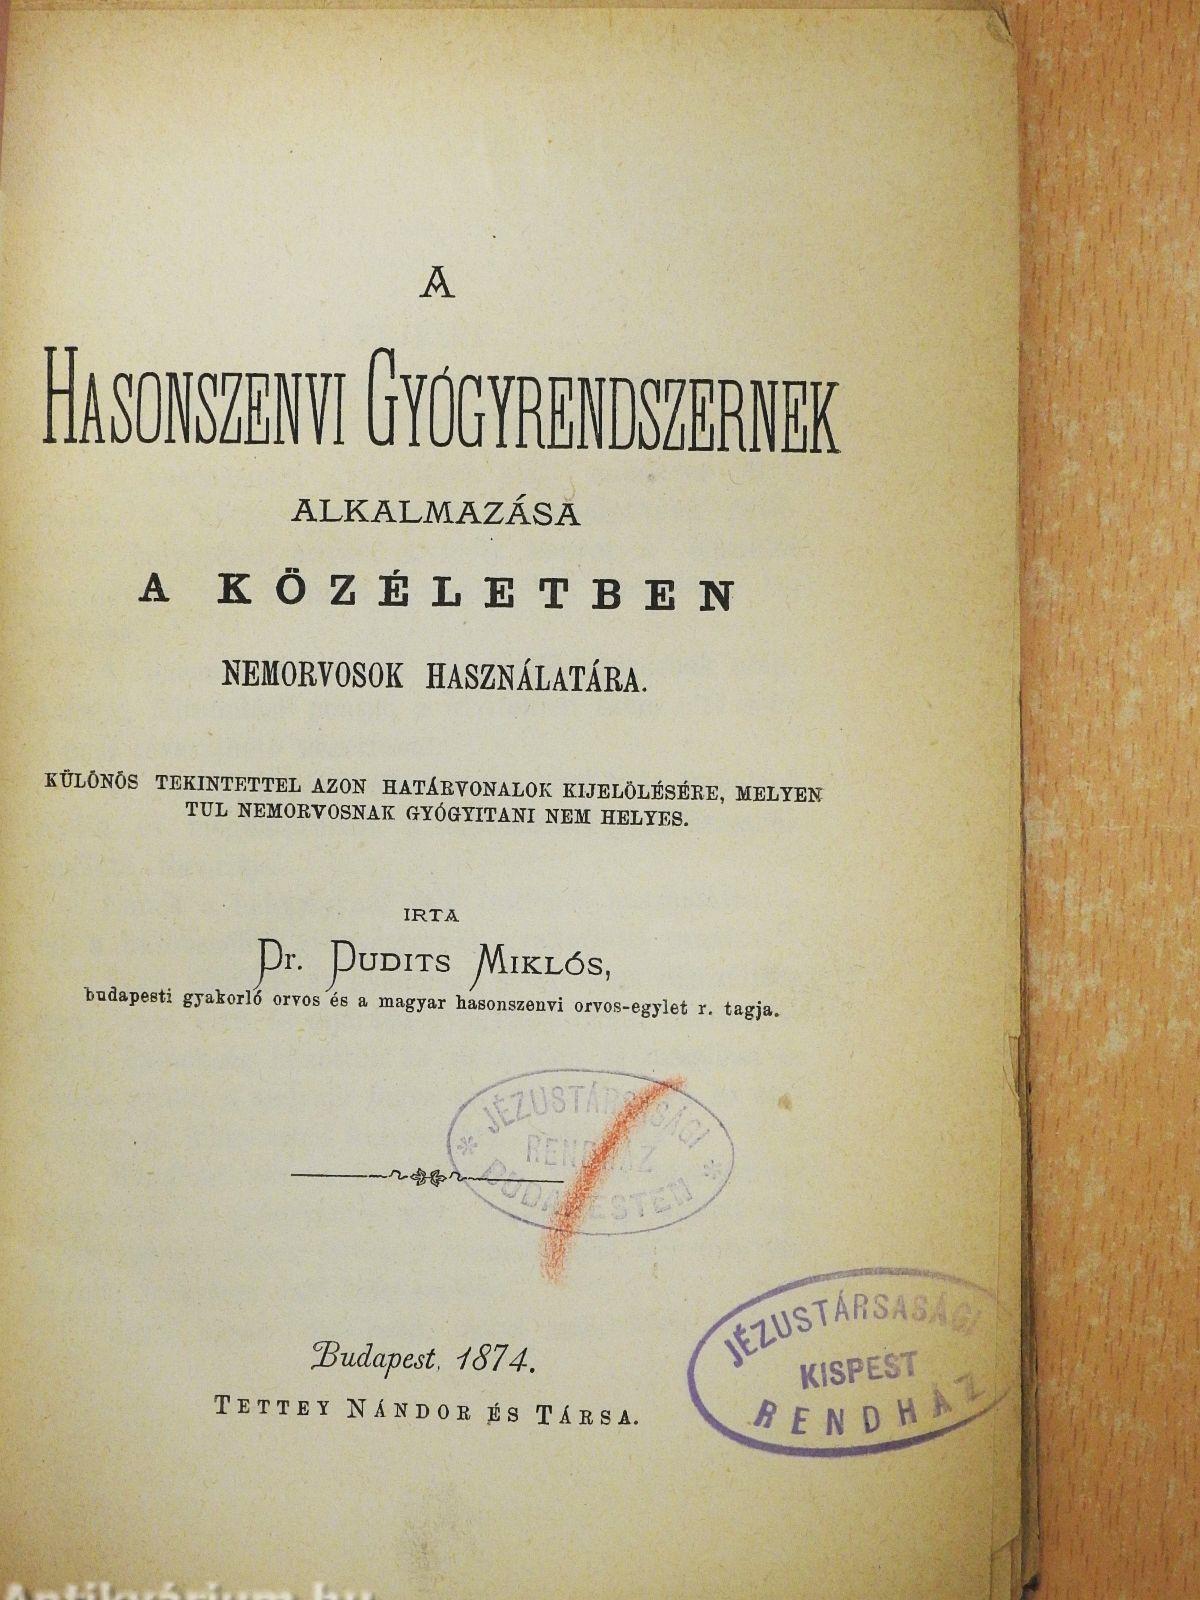 A
HASONSZENVI GYÓGYRENDSZERNEK
ALKALMAZÁSA
A KÖZÉLETBEN
NEMORVOSOK HASZNÁLATÁRA.
KÜLÖNÖS TEKINTETTEL AZON HATÁRVONALOK KIJELÖLÉSÉRE, MELYEN
TUL NEMORVOSNAK GYÓGYITANI NEM HELYES.
IRTA
Dr. DUDITS MIKLÓS,
budapesti gyakorló orvos és a magyar hasonszenvi orvos-egylet r. tagja.
* JÉZUSTÁRSASÁGI *
RENDHÁZ
BUDAPESTEN
JÉZUSTÁRSASÁGI
KISPEST
RENDHÁZ
Budapest, 1874.
TETTEY NÁNDOR ÉS TÁRSA.
Antikvárium.hu